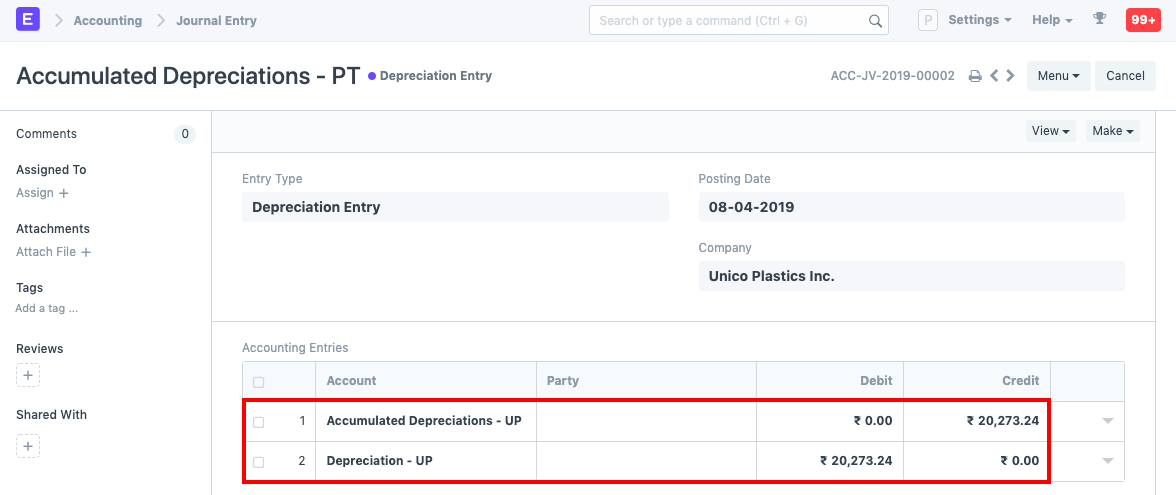 E Accounting Journal Entry Search or type a command (Ctrl + G) P Settings Help 99+
Accumulated Depreciations - PT Depreciation Entry ACC-JV-2019-00002 Menu Cancel
Comments 0
View Make
Assigned To
Assign +
Attachments
Attach File +
Tags
Add a tag ...
Reviews
+
Shared With
+
Entry Type
Depreciation Entry
Posting Date
08-04-2019
Company
Unico Plastics Inc.
Accounting Entries
Account Party Debit Credit
1 Accumulated Depreciations - UP ₹ 0.00 ₹ 20,273.24
2 Depreciation - UP ₹ 20,273.24 ₹ 0.00